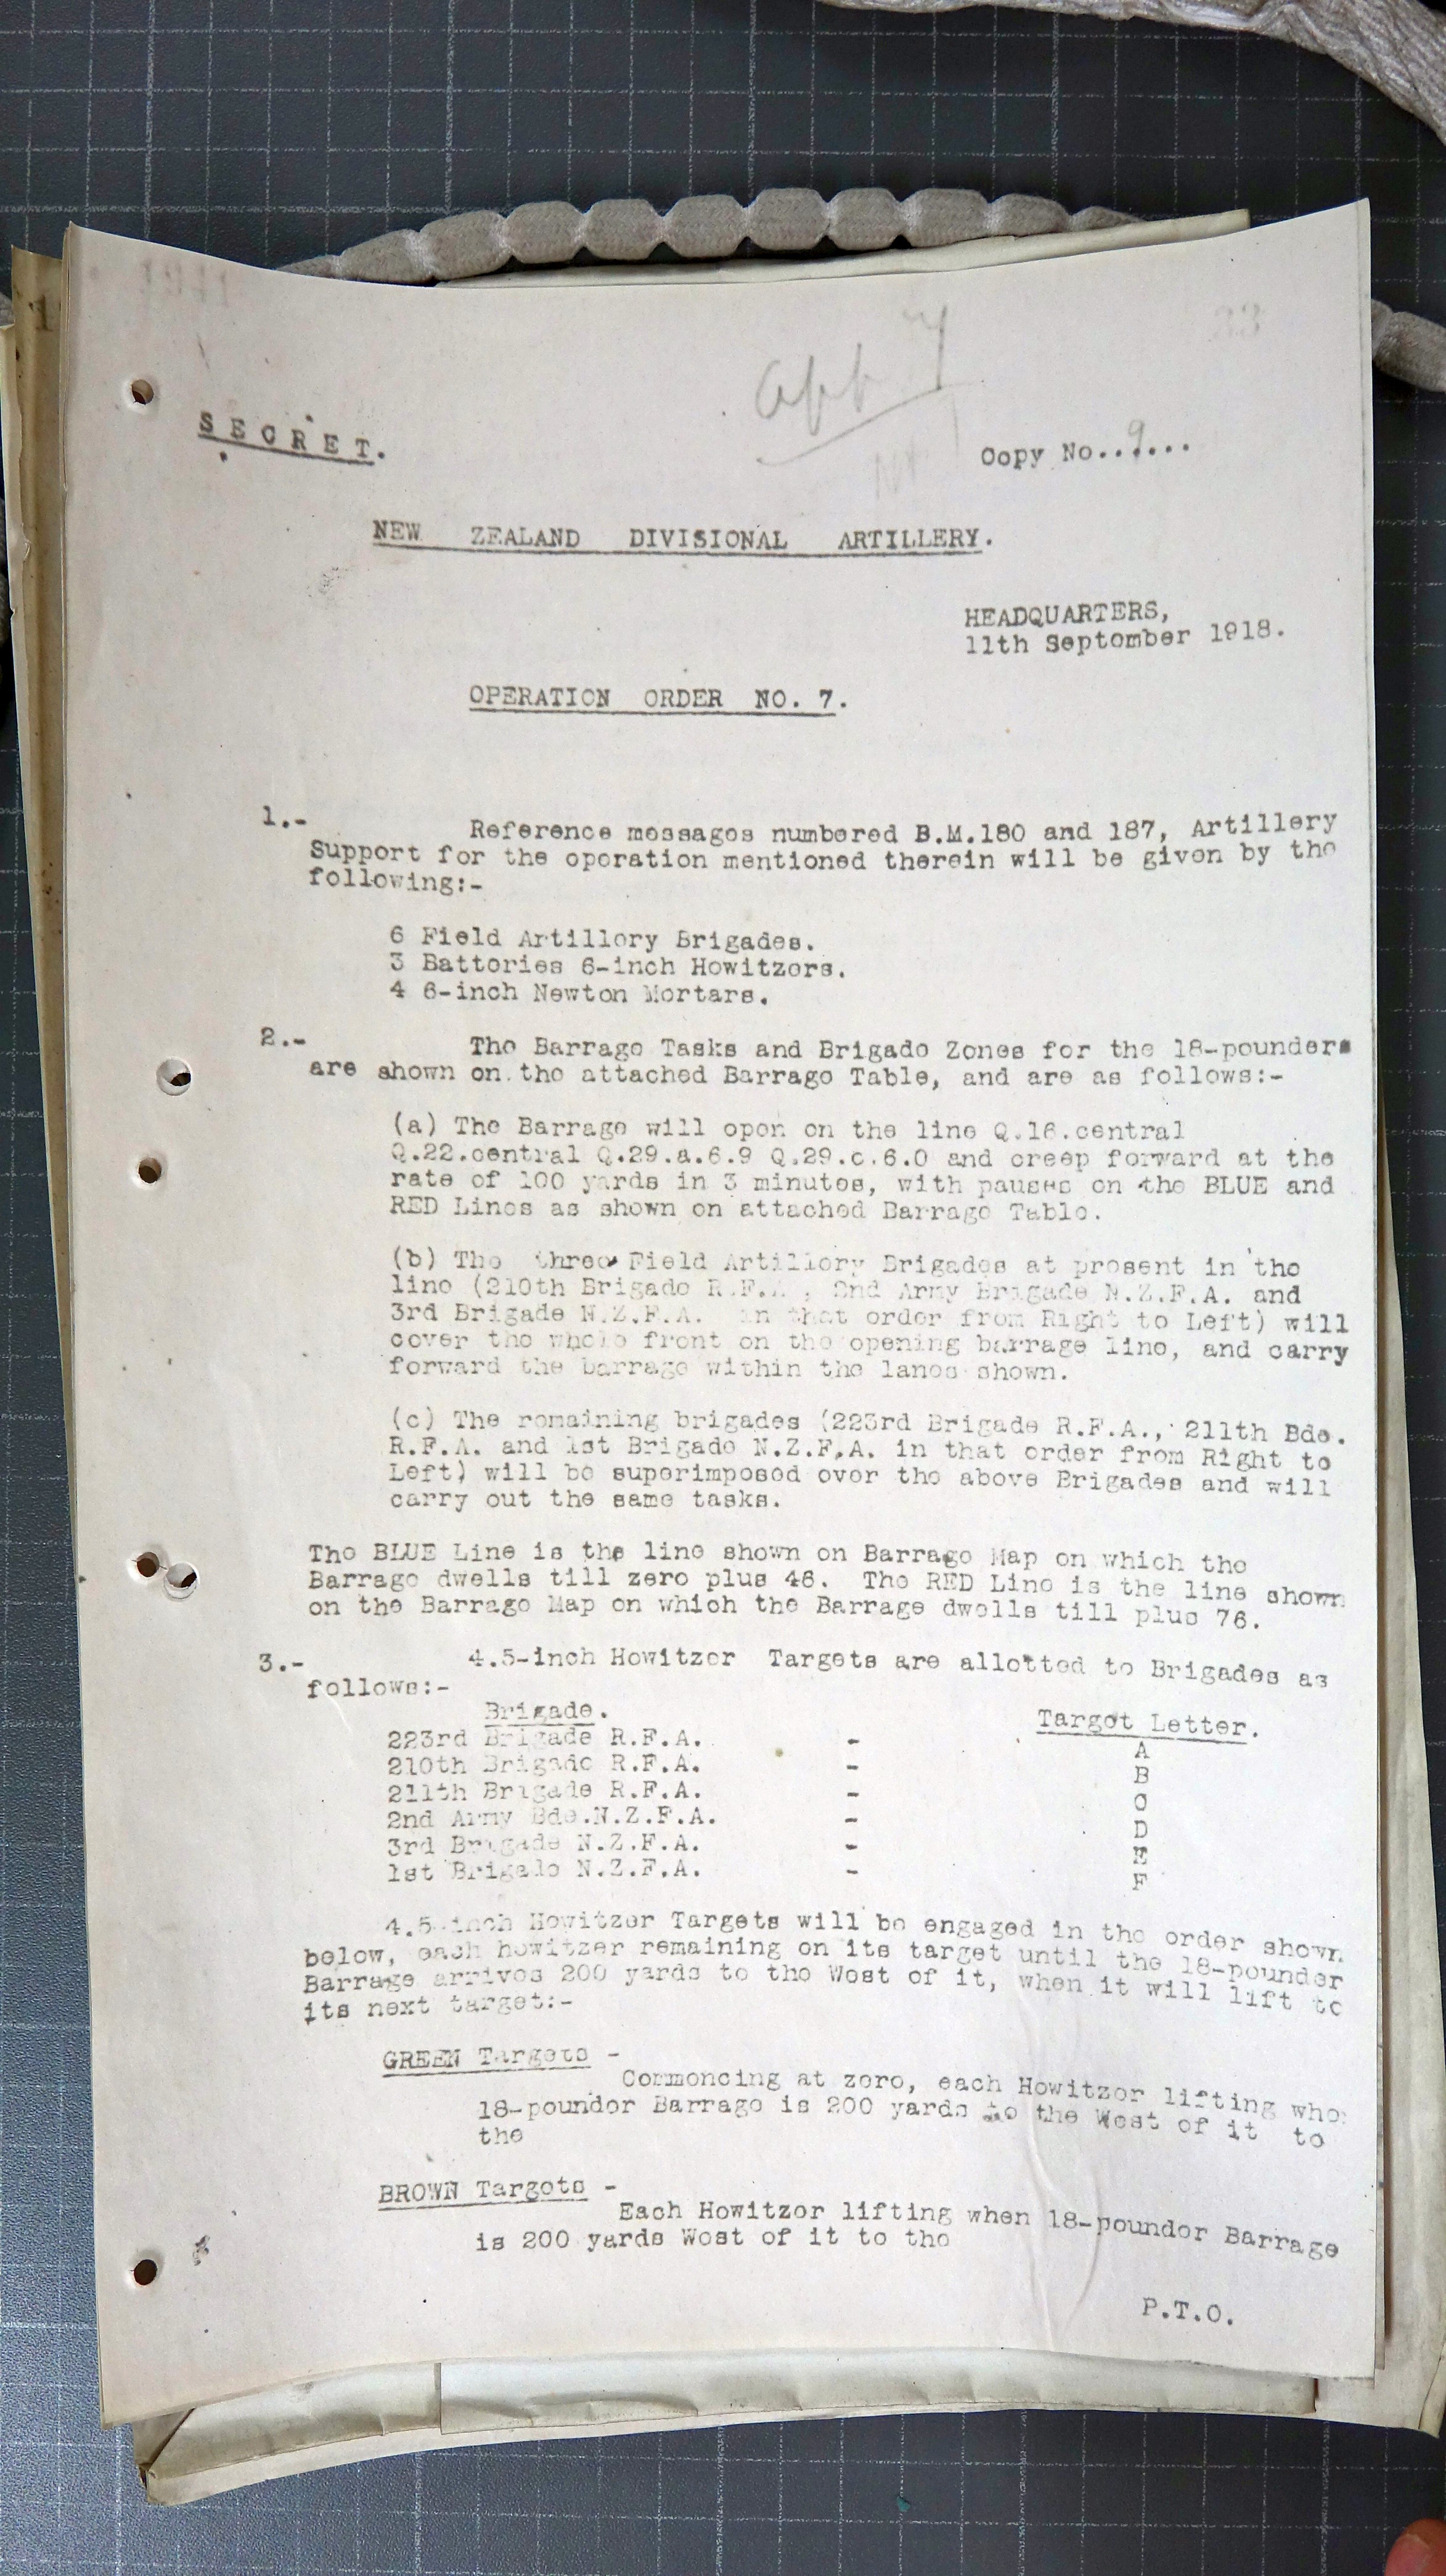 App 7
SECRET.
Copy No..9....
NEW ZEALAND DIVISIONAL ARTILLERY.
HEADQUARTERS,
11th September 1918.
OPERATION ORDER NO. 7.
1.- Reference messages numbered B.M.180 and 187, Artillery
Support for the operation mentioned therein will be given by the
following:-
6 Field Artillery Brigades.
3 Batteries 6-inch Howitzers.
4 6-inch Newton Mortars.
2.- The Barrage Tasks and Brigade Zones for the 18-pounders
are shown on the attached Barrage Table, and are as follows:-
(a) The Barrage will open on the line Q.16.central
Q.22.central Q.29.a.6.9 Q.29.c.6.0 and creep forward at the
rate of 100 yards in 3 minutes, with pauses on the BLUE and
RED Lines as shown on attached Barrage Table.
(b) The three Field Artillery Brigades at present in the
line (210th Brigade R.F.A., 2nd Army Brigade N.Z.F.A. and
3rd Brigade N.Z.F.A. in that order from Right to Left) will
cover the whole front on the opening barrage line, and carry
forward the barrage within the lanes shown.
(c) The remaining brigades (223rd Brigade R.F.A., 211th Bde.
R.F.A. and 1st Brigade N.Z.F.A. in that order from Right to
Left) will be superimposed over the above Brigades and will
carry out the same tasks.
The BLUE Line is the line shown on Barrage Map on which the
Barrage dwells till zero plus 46. The RED Line is the line shown
on the Barrage Map on which the Barrage dwells till plus 76.
3.- 4.5-inch Howitzer Targets are allotted to Brigades as
follows:-
Brigade. Target Letter.
223rd Brigade R.F.A. - A
210th Brigade R.F.A. - B
211th Brigade R.F.A. - C
2nd Army Bde.N.Z.F.A. - D
3rd Brigade N.Z.F.A. - E
1st Brigade N.Z.F.A. - F
4.5-inch Howitzer Targets will be engaged in the order shown
below, each howitzer remaining on its target until the 18-pounder
Barrage arrives 200 yards to the West of it, when it will lift to
its next target:-
GREEN Targets -
Commencing at zero, each Howitzer lifting when
18-pounder Barrage is 200 yards to the West of it to
the
BROWN Targets -
Each Howitzer lifting when 18-pounder Barrage
is 200 yards West of it to the
P.T.O.